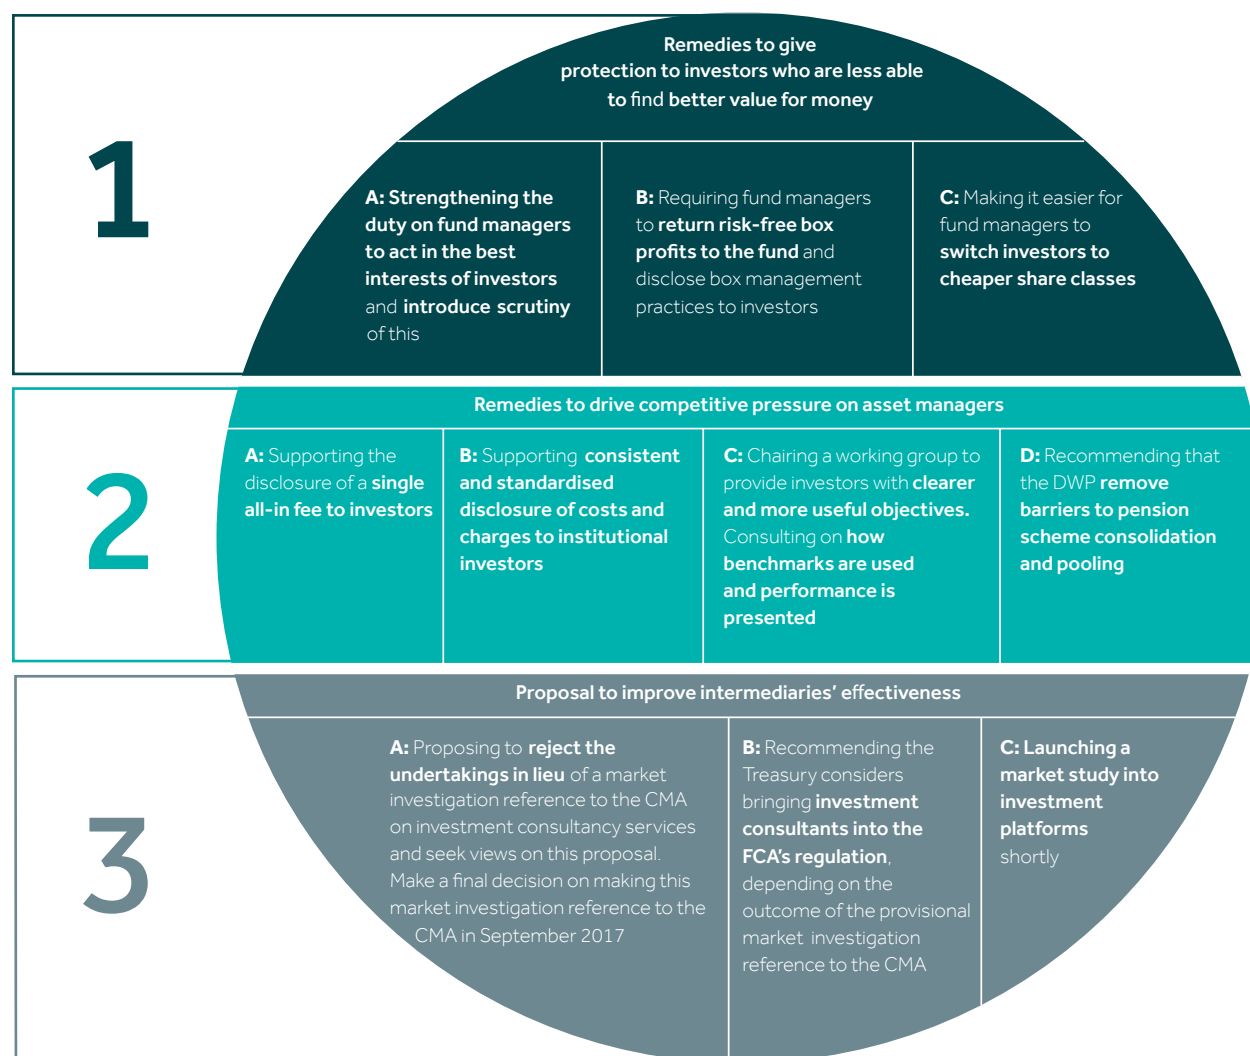 1
Remedies to give
protection to investors who are less able
to find better value for money
A: Strengthening the
duty on fund managers
to act in the best
interests of investors
and introduce scrutiny
of this
B: Requiring fund managers
to return risk-free box
profits to the fund and
disclose box management
practices to investors
C: Making it easier for
fund managers to
switch investors to
cheaper share classes
2
Remedies to drive competitive pressure on asset managers
A: Supporting the
disclosure of a single
all-in fee to investors
B: Supporting consistent
and standardised
disclosure of costs and
charges to institutional
investors
C: Chairing a working group to
provide investors with clearer
and more useful objectives.
Consulting on how
benchmarks are used
and performance is
presented
D: Recommending that
the DWP remove
barriers to pension
scheme consolidation
and pooling
3
Proposal to improve intermediaries’ effectiveness
A: Proposing to reject the
undertakings in lieu of a market
investigation reference to the CMA
on investment consultancy services
and seek views on this proposal.
Make a final decision on making this
market investigation reference to the
CMA in September 2017
B: Recommending the
Treasury considers
bringing investment
consultants into the
FCA’s regulation,
depending on the
outcome of the provisional
market investigation
reference to the CMA
C: Launching a
market study into
investment
platforms
shortly